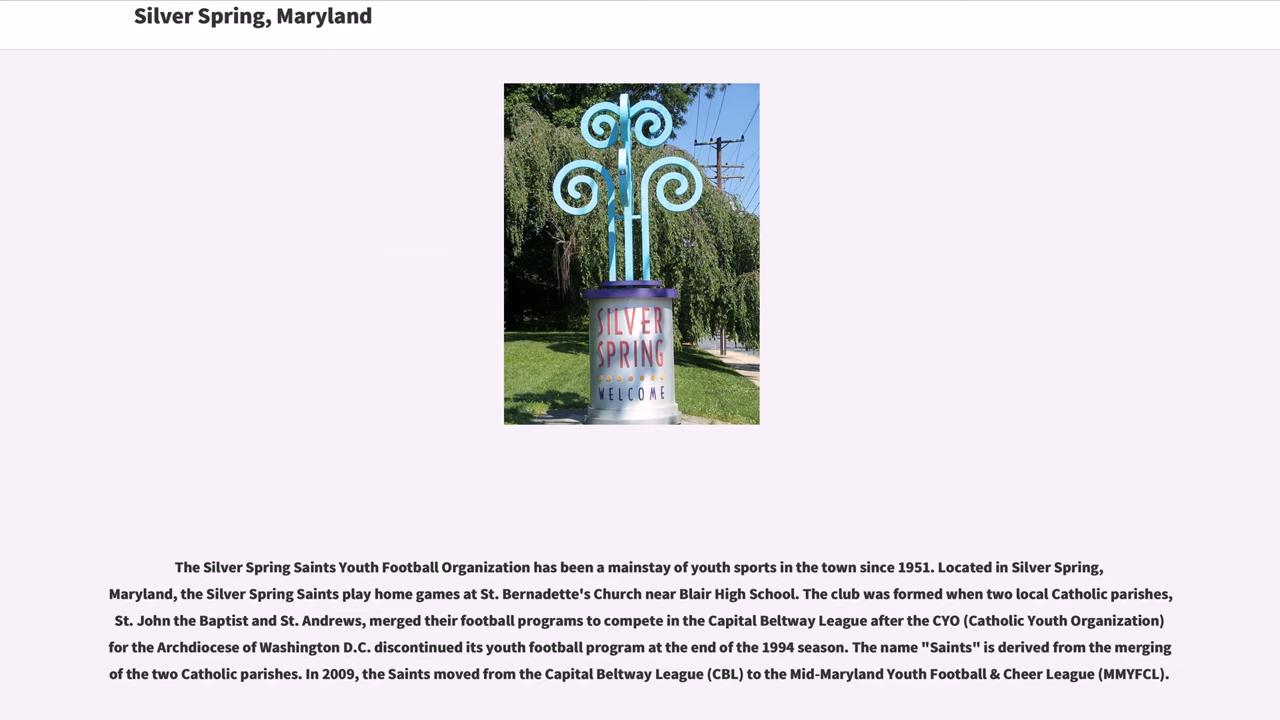 Silver Spring, Maryland
SILVER
SPRING
WELCOME
The Silver Spring Saints Youth Football Organization has been a mainstay of youth sports in the town since 1951. Located in Silver Spring,
Maryland, the Silver Spring Saints play home games at St. Bernadette's Church near Blair High School. The club was formed when two local Catholic parishes,
St. John the Baptist and St. Andrews, merged their football programs to compete in the Capital Beltway League after the CYO (Catholic Youth Organization)
for the Archdiocese of Washington D.C. discontinued its youth football program at the end of the 1994 season. The name "Saints" is derived from the merging
of the two Catholic parishes. In 2009, the Saints moved from the Capital Beltway League (CBL) to the Mid-Maryland Youth Football & Cheer League (MMYFCL).